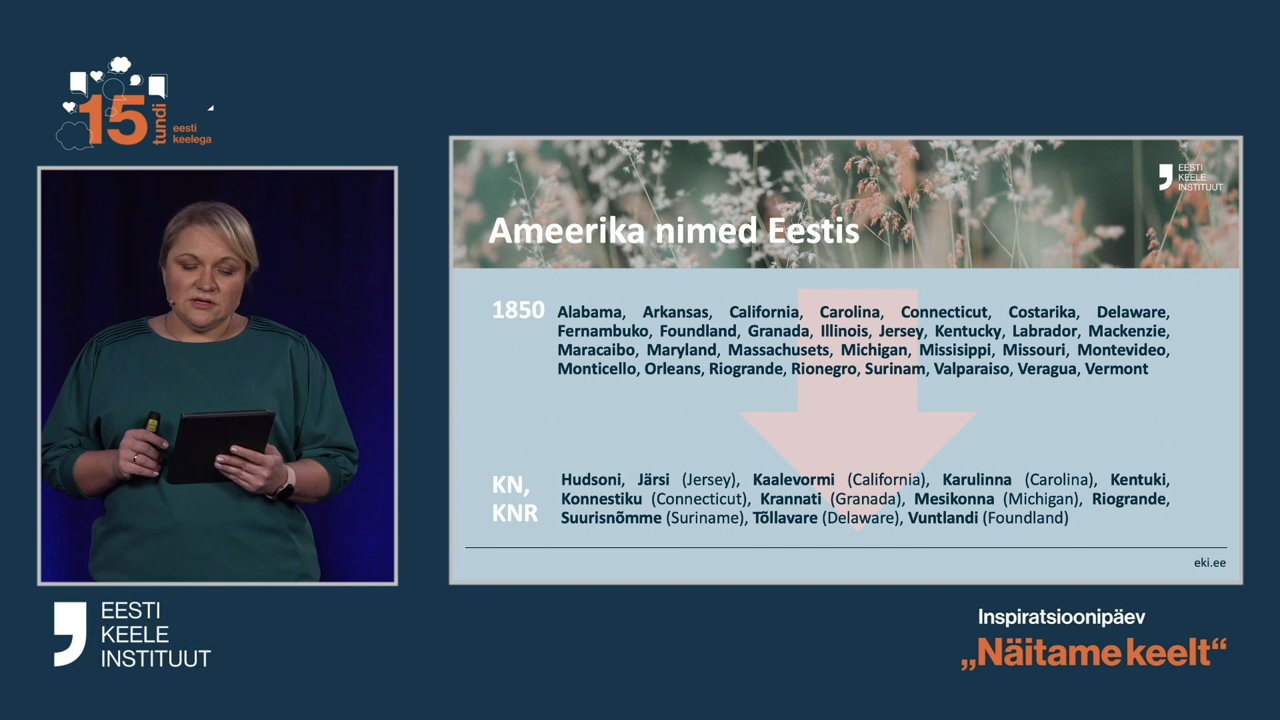 15
tundi
eesti
keelega
EESTI
KEELE
INSTITUUT
Ameerika nimed Eestis
1850
Alabama, Arkansas, California, Carolina, Connecticut, Costarika, Delaware,
Fernambuko, Foundland, Granada, Illinois, Jersey, Kentucky, Labrador, Mackenzie,
Maracaibo, Maryland, Massachusets, Michigan, Missisippi, Missouri, Montevideo,
Monticello, Orleans, Riogrande, Rionegro, Surinam, Valparaiso, Veragua, Vermont
KN,
KNR
Hudsoni, Järsi (Jersey), Kaalevormi (California), Karulinna (Carolina), Kentuki,
Konnestiku (Connecticut), Krannati (Granada), Mesikonna (Michigan), Riogrande,
Suurisnõmme (Suriname), Tõllavare (Delaware), Vuntlandi (Foundland)
eki.ee
EESTI
KEELE
INSTITUUT
Inspiratsioonipäev
„Näitame keelt“